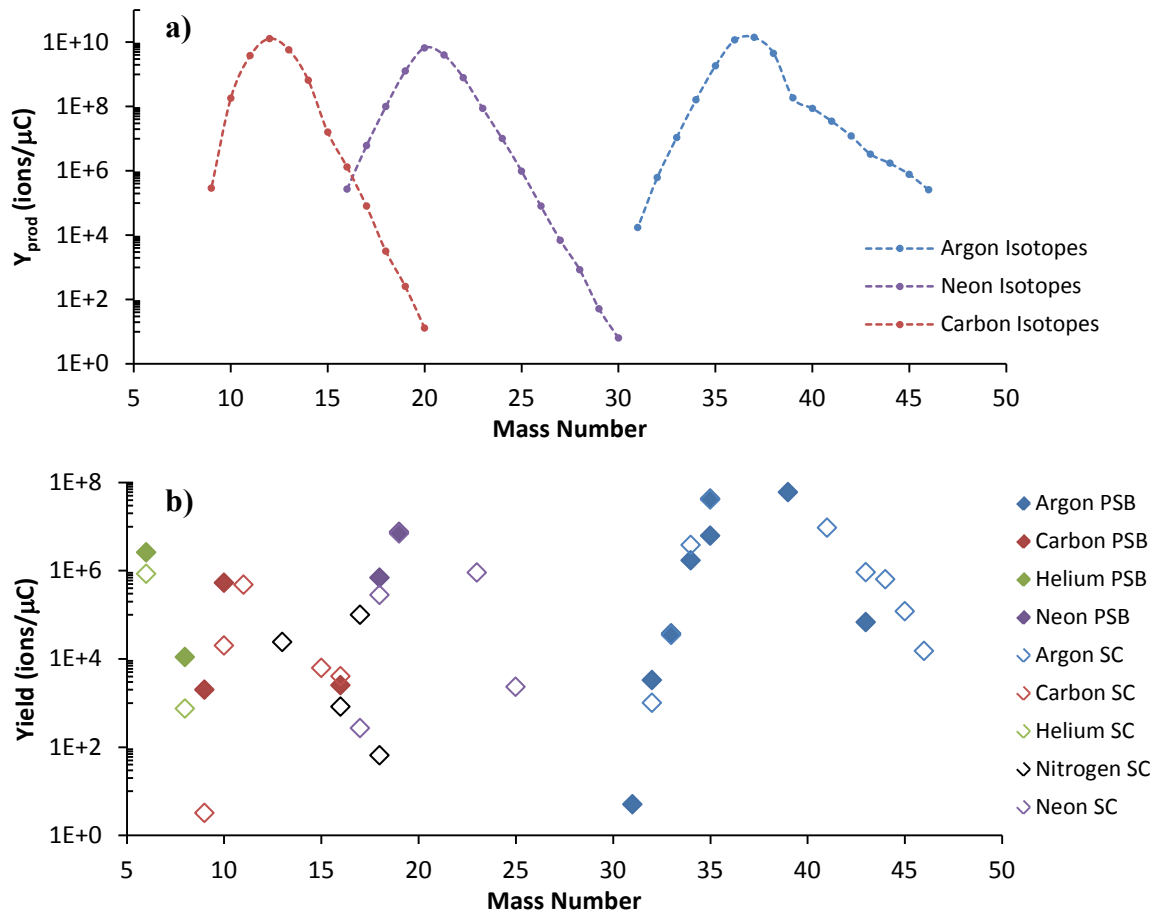 a)
1E+10
1E+8
1E+6
1E+4
1E+2
1E+0
Yprod (ions/μC)
5 10 15 20 25 30 35 40 45 50
Mass Number
Argon Isotopes
Neon Isotopes
Carbon Isotopes
b)
1E+8
1E+6
1E+4
1E+2
1E+0
Yield (ions/μC)
5 10 15 20 25 30 35 40 45 50
Mass Number
Argon PSB
Carbon PSB
Helium PSB
Neon PSB
Argon SC
Carbon SC
Helium SC
Nitrogen SC
Neon SC